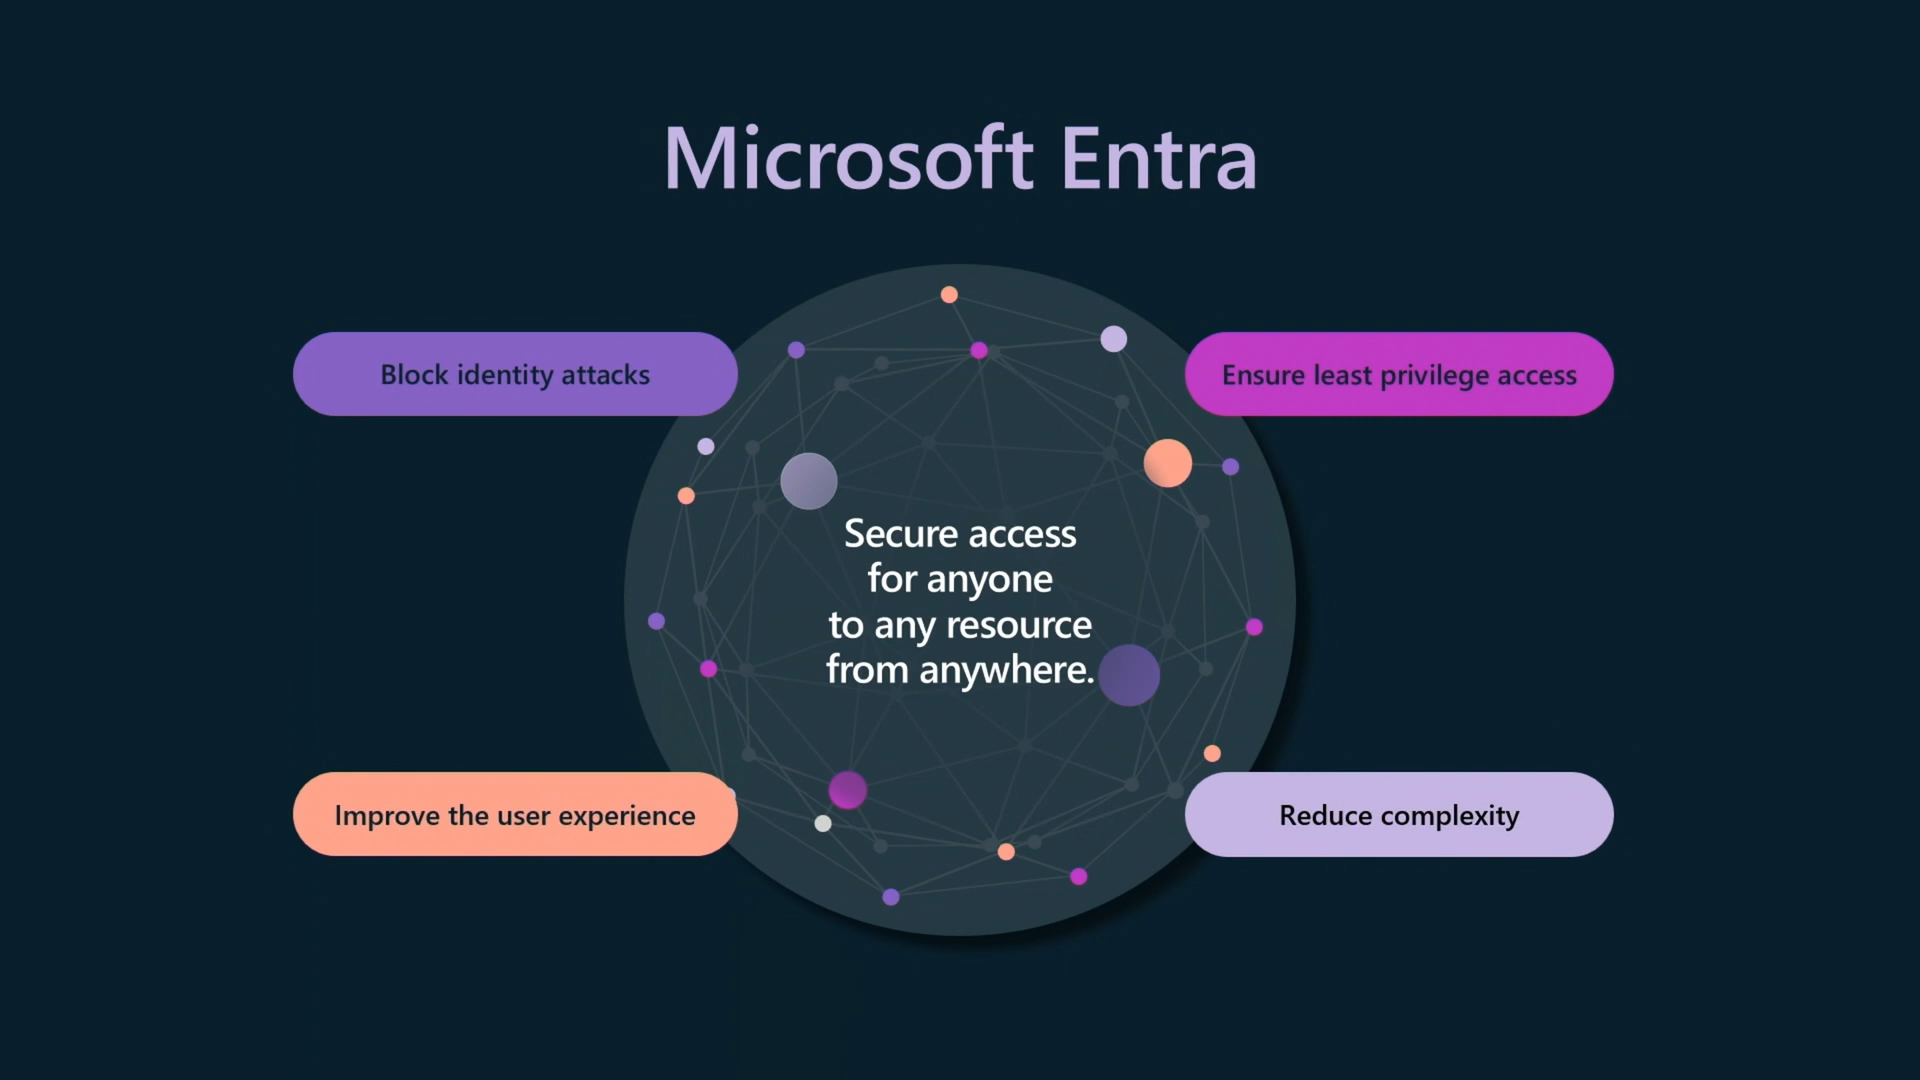 Microsoft Entra
Block identity attacks
Ensure least privilege access
Secure access
for anyone
to any resource
from anywhere.
Improve the user experience
Reduce complexity